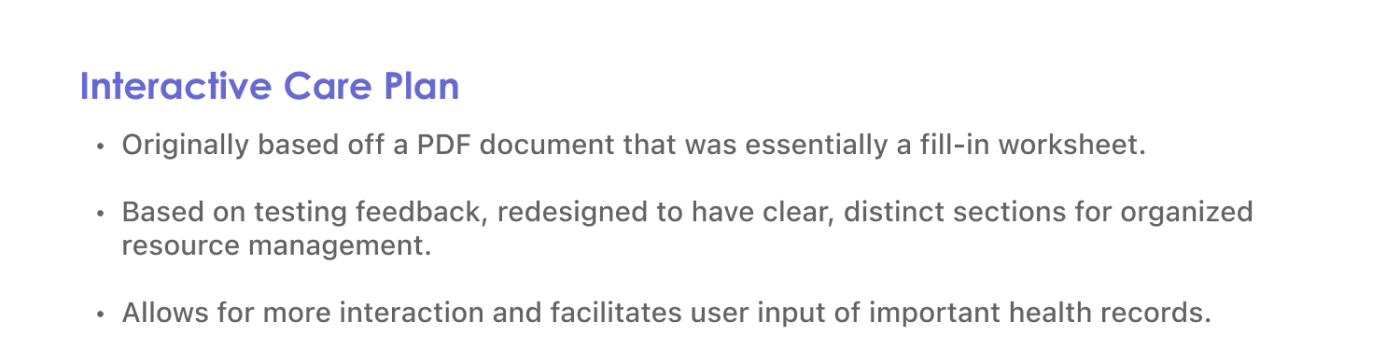 Interactive Care Plan
• Originally based off a PDF document that was essentially a fill-in worksheet.
• Based on testing feedback, redesigned to have clear, distinct sections for organized
resource management.
• Allows for more interaction and facilitates user input of important health records.